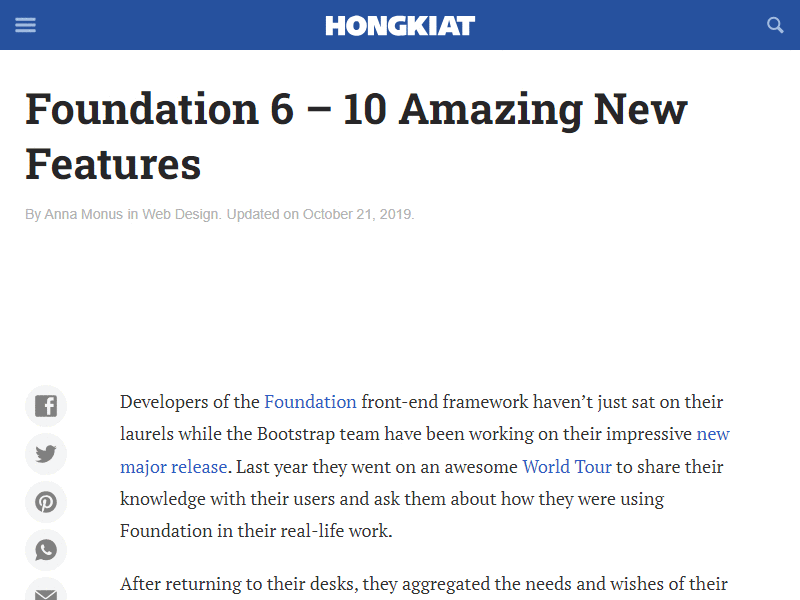 HONGKIAT
Foundation 6 – 10 Amazing New
Features
By Anna Monus in Web Design. Updated on October 21, 2019.
Developers of the Foundation front-end framework haven’t just sat on their
laurels while the Bootstrap team have been working on their impressive new
major release. Last year they went on an awesome World Tour to share their
knowledge with their users and ask them about how they were using
Foundation in their real-life work.
After returning to their desks, they aggregated the needs and wishes of their